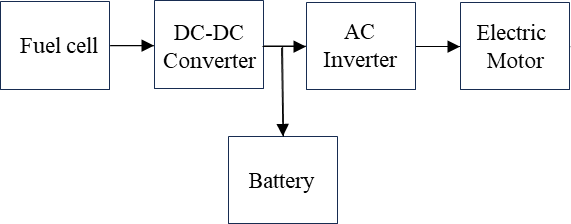 Fuel cell
DC-DC
Converter
AC
Inverter
Electric
Motor
Battery